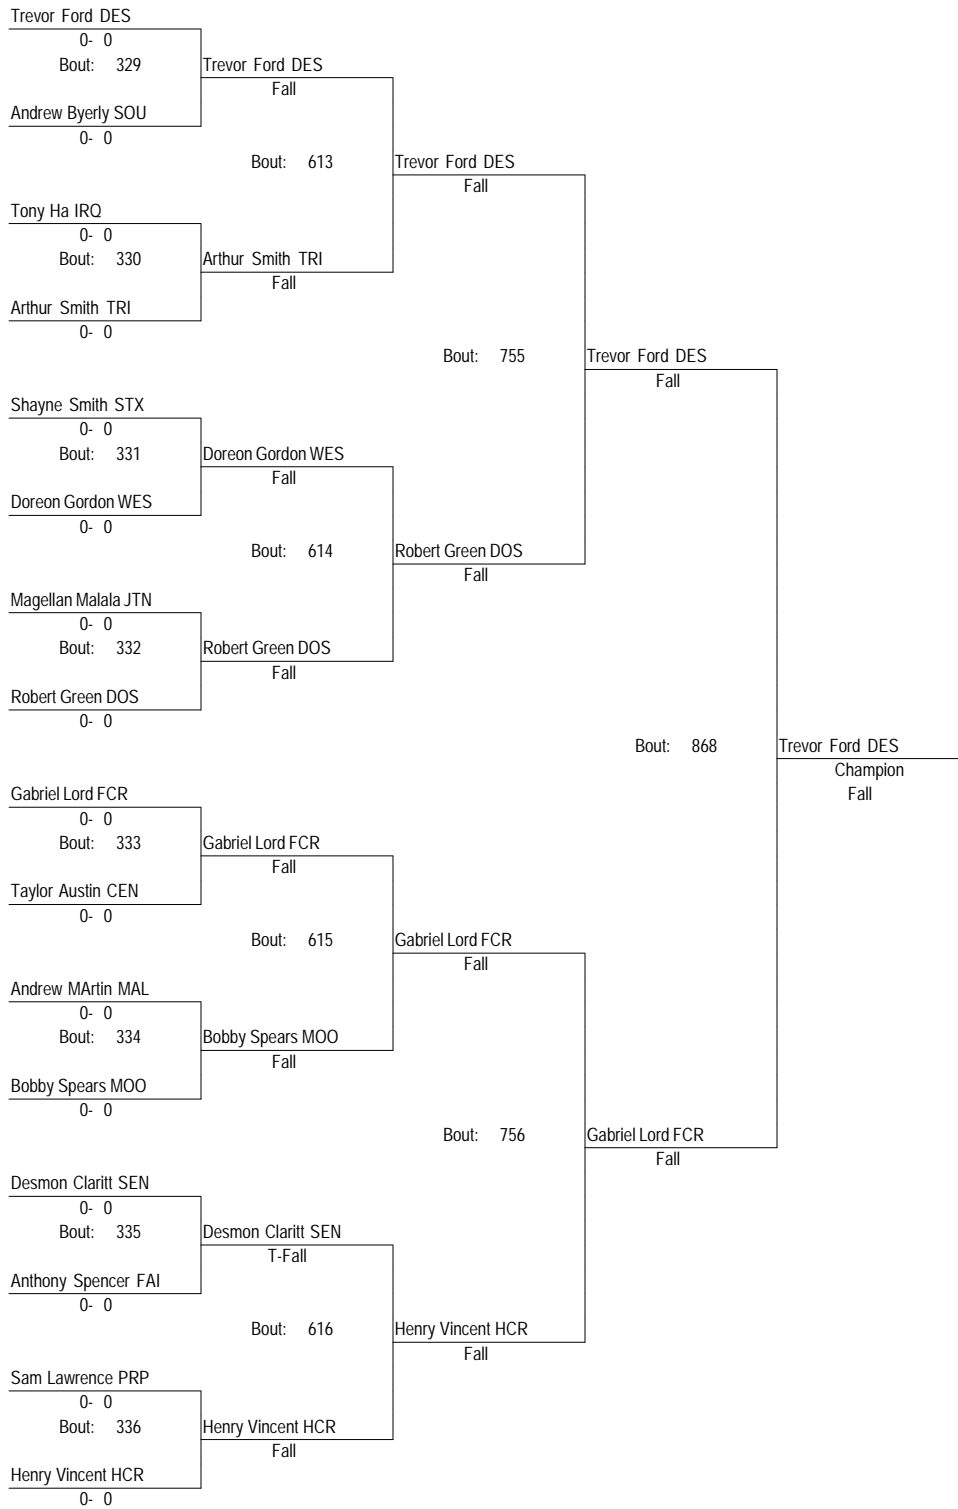 Trevor Ford DES
0- 0
Bout: 329
Trevor Ford DES
Fall
Andrew Byerly SOU
0- 0
Bout: 613
Trevor Ford DES
Fall
Tony Ha IRQ
0- 0
Bout: 330
Arthur Smith TRI
Fall
Arthur Smith TRI
0- 0
Bout: 755
Trevor Ford DES
Fall
Shayne Smith STX
0- 0
Bout: 331
Doreon Gordon WES
Fall
Doreon Gordon WES
0- 0
Bout: 614
Robert Green DOS
Fall
Magellan Malala JTN
0- 0
Bout: 332
Robert Green DOS
Fall
Robert Green DOS
0- 0
Bout: 868
Trevor Ford DES
Champion
Fall
Gabriel Lord FCR
0- 0
Bout: 333
Gabriel Lord FCR
Fall
Taylor Austin CEN
0- 0
Bout: 615
Gabriel Lord FCR
Fall
Andrew MArtin MAL
0- 0
Bout: 334
Bobby Spears MOO
Fall
Bobby Spears MOO
0- 0
Bout: 756
Gabriel Lord FCR
Fall
Desmon Claritt SEN
0- 0
Bout: 335
Desmon Claritt SEN
T-Fall
Anthony Spencer FAI
0- 0
Bout: 616
Henry Vincent HCR
Fall
Sam Lawrence PRP
0- 0
Bout: 336
Henry Vincent HCR
Fall
Henry Vincent HCR
0- 0